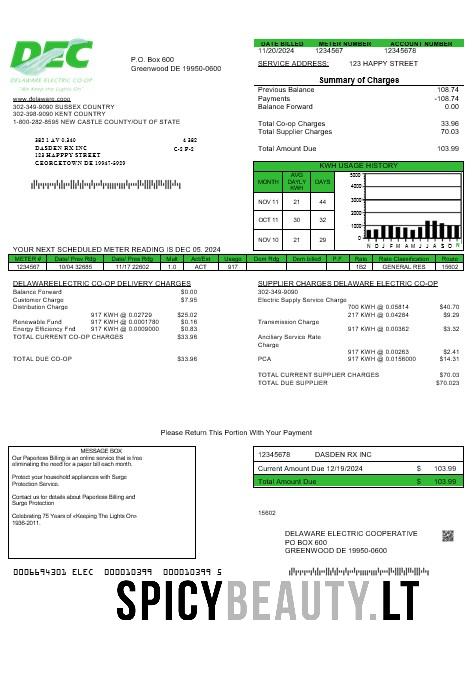 DEC
DELAWARE ELECTRIC CO-OP
"We Keep the Lights On"
P.O. Box 600
Greenwood DE 19950-0600
DATE BILLED METER NUMBER ACCOUNT NUMBER
11/20/2024 1234567 12345678
SERVICE ADDRESS: 123 HAPPY STREET
www.delaware.coop
302-349-9090 SUSSEX COUNTRY
302-398-9090 KENT COUNTRY
1-800-282-8595 NEW CASTLE COUNTY/OUT OF STATE
382 1 AV 0.340 4 382
DASDEN RX INC C-2 P-2
123 HAPPPY STREET
GEORGETOWN DE 19947-5929
Summary of Charges
Previous Balance 108.74
Payments -108.74
Balance Forward 0.00
Total Co-op Charges 33.96
Total Supplier Charges 70.03
Total Amount Due 103.99
KWH USAGE HISTORY
MONTH AVG DAYLY KWH DAYS
NOV 11 21 44
OCT 11 30 32
NOV 10 21 29
5000
4000
3000
2000
1000
0
N D J F M A M J J A S O N
YOUR NEXT SCHEDULED METER READING IS DEC 05. 2024
METER # Date/ Prev Rdg Date/ Prev Rdg Mult Act/Est Usage Dem Rdg Dem billed P.F. Rate Rate Classification Route
1234567 10/04 32685 11/17 22602 1.0 ACT 917 1B2 GENERAL RES 15602
DELAWAREELECTRIC CO-OP DELIVERY CHARGES
Balance Forward $0.00
Customer Charge $7.95
Distribution Charge
917 KWH @ 0.02729 $25.02
Renewable Fund 917 KWH @ 0.0001780 $0.16
Energy Efficiency Fnd 917 KWH @ 0.0009000 $0.83
TOTAL CURRENT CO-OP CHARGES $33.96
TOTAL DUE CO-OP $33.96
SUPPLIER CHARGES DELAWARE ELECTRIC CO-OP
302-349-9090
Electric Supply Service Charge
700 KWH @ 0.05814 $40.70
217 KWH @ 0.04284 $9.29
Transmission Charge
917 KWH @ 0.00362 $3.32
Anciliary Service Rate
Charge
917 KWH @ 0.00263 $2.41
PCA 917 KWH @ 0.0156000 $14.31
TOTAL CURRENT SUPPLIER CHARGES $70.03
TOTAL DUE SUPPLIER $70.023
Please Return This Portion With Your Payment
MESSAGE BOX
Our Paperless Billing is an online service that is free
eliminating the need for a paper bill each month.
Protect your household appliances with Surge
Protection Service.
Contact us for details about Paperless Billing and
Surge Protection
Celebrating 75 Years of «Keeping The Lights On»
1936-2011.
12345678 DASDEN RX INC
Current Amount Due 12/19/2024 $ 103.99
Total Amount Due $ 103.99
15602
DELAWARE ELECTRIC COOPERATIVE
PO BOX 600
GREENWOOD DE 19950-0600
0006694301 ELEC 000010399 000010399 5
SPICYBEAUTY.LT